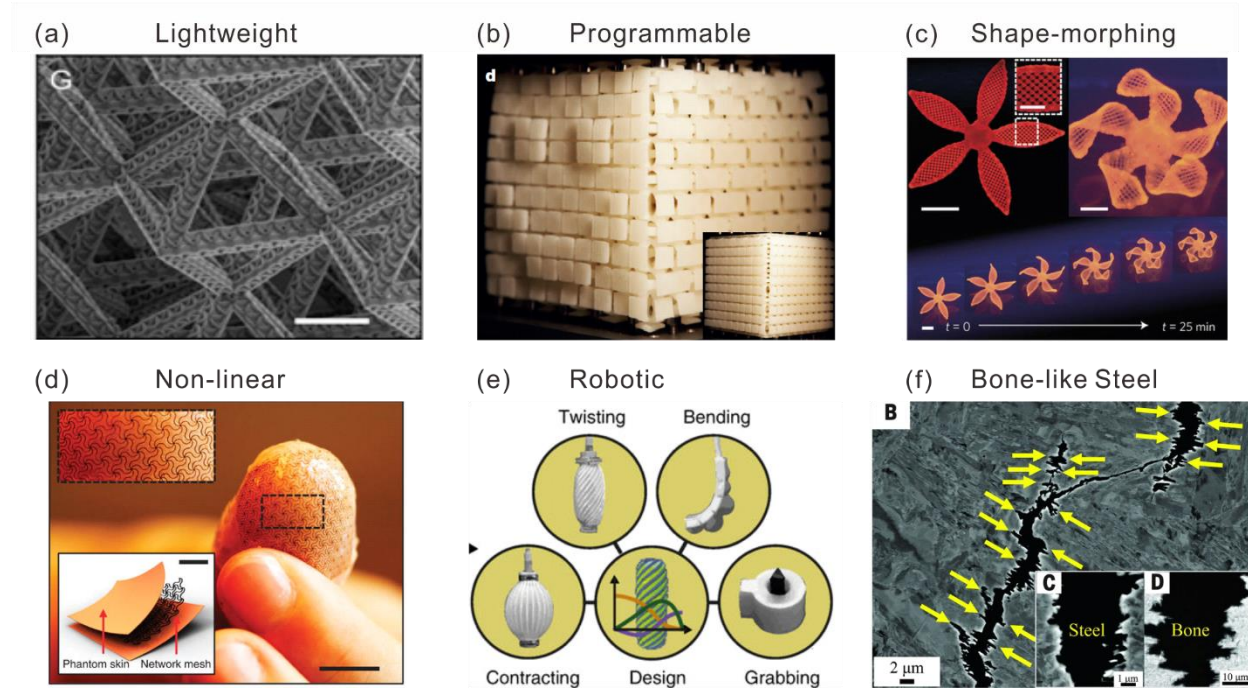 (a) Lightweight
G
(b) Programmable
d
(c) Shape-morphing
t = 0
t = 25 min
(d) Non-linear
Phantom skin
Network mesh
(e) Robotic
Twisting
Bending
Contracting
Design
Grabbing
(f) Bone-like Steel
B
2 μm
C
Steel
1 μm
D
Bone
10 μm